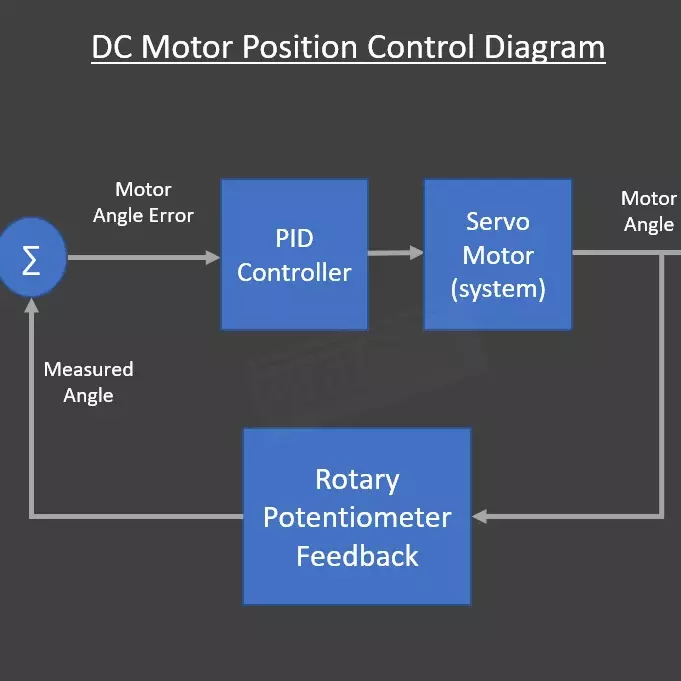 DC Motor Position Control Diagram
Motor
Angle Error
PID
Controller
Servo
Motor
(system)
Motor
Angle
Σ
Measured
Angle
Rotary
Potentiometer
Feedback